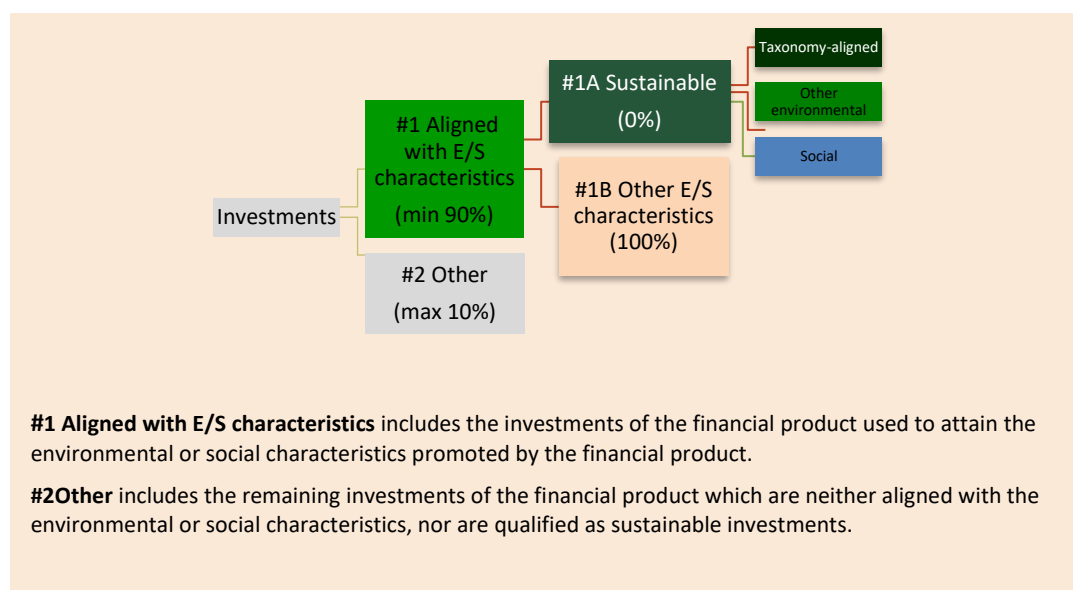 Investments
#1 Aligned
with E/S
characteristics
(min 90%)
#2 Other
(max 10%)
#1A Sustainable
(0%)
#1B Other E/S
characteristics
(100%)
Taxonomy-aligned
Other
environmental
Social
#1 Aligned with E/S characteristics includes the investments of the financial product used to attain the
environmental or social characteristics promoted by the financial product.
#2Other includes the remaining investments of the financial product which are neither aligned with the
environmental or social characteristics, nor are qualified as sustainable investments.